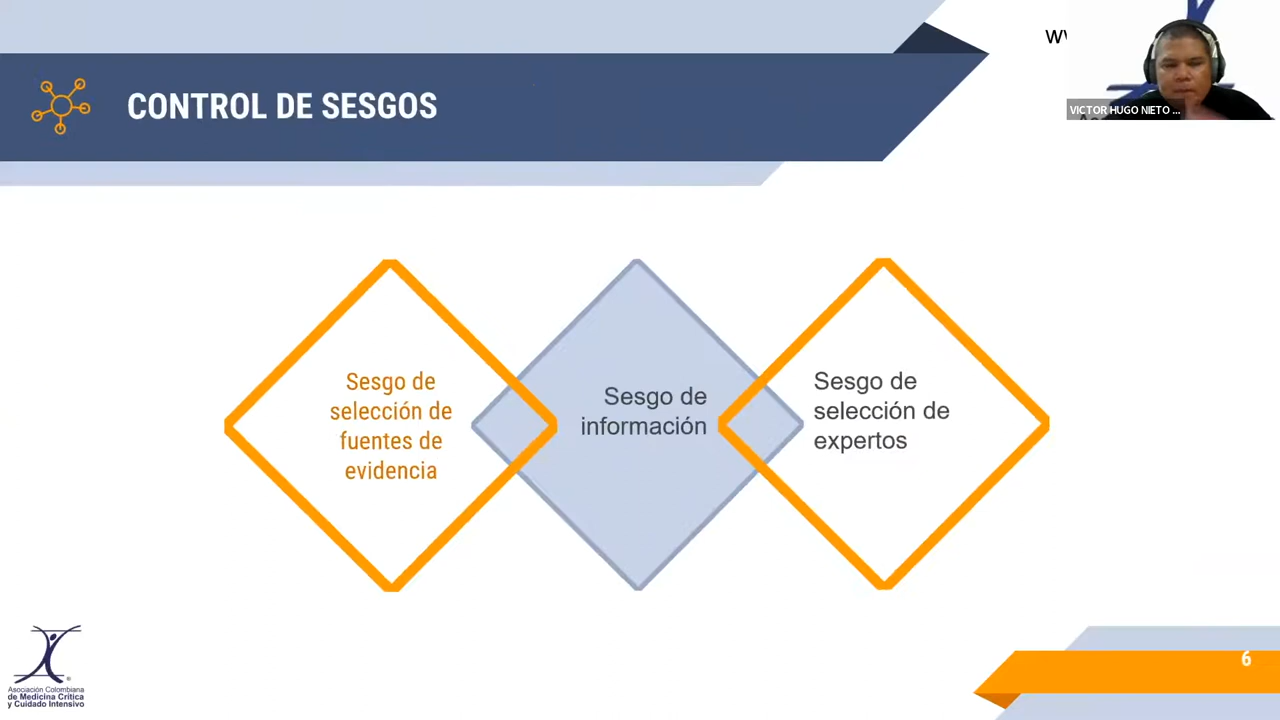 CONTROL DE SESGOS
VICTOR HUGO NIETO ...
Sesgo de
selección de
fuentes de
evidencia
Sesgo de
información
Sesgo de
selección de
expertos
Asociación Colombiana
de Medicina Crítica
y Cuidado Intensivo
6